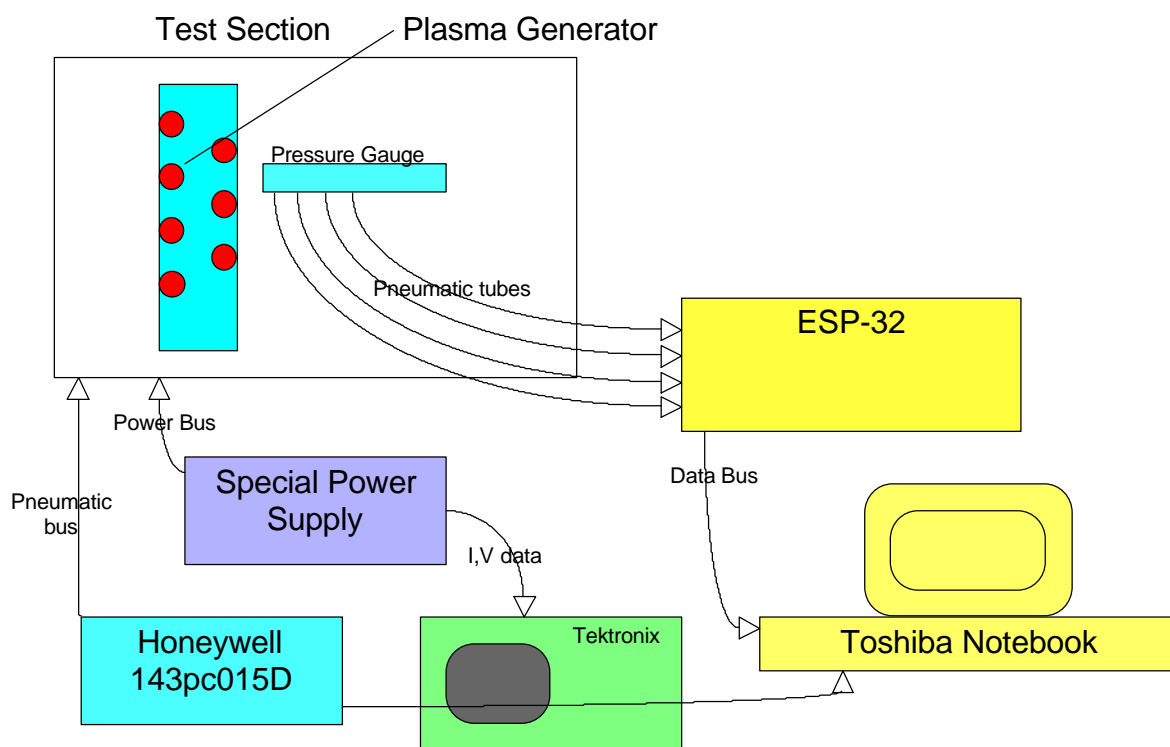 Test Section
Plasma Generator
Pressure Gauge
Pneumatic tubes
ESP-32
Power Bus
Special Power
Supply
Data Bus
Pneumatic
bus
I,V data
Honeywell
143pc015D
Tektronix
Toshiba Notebook